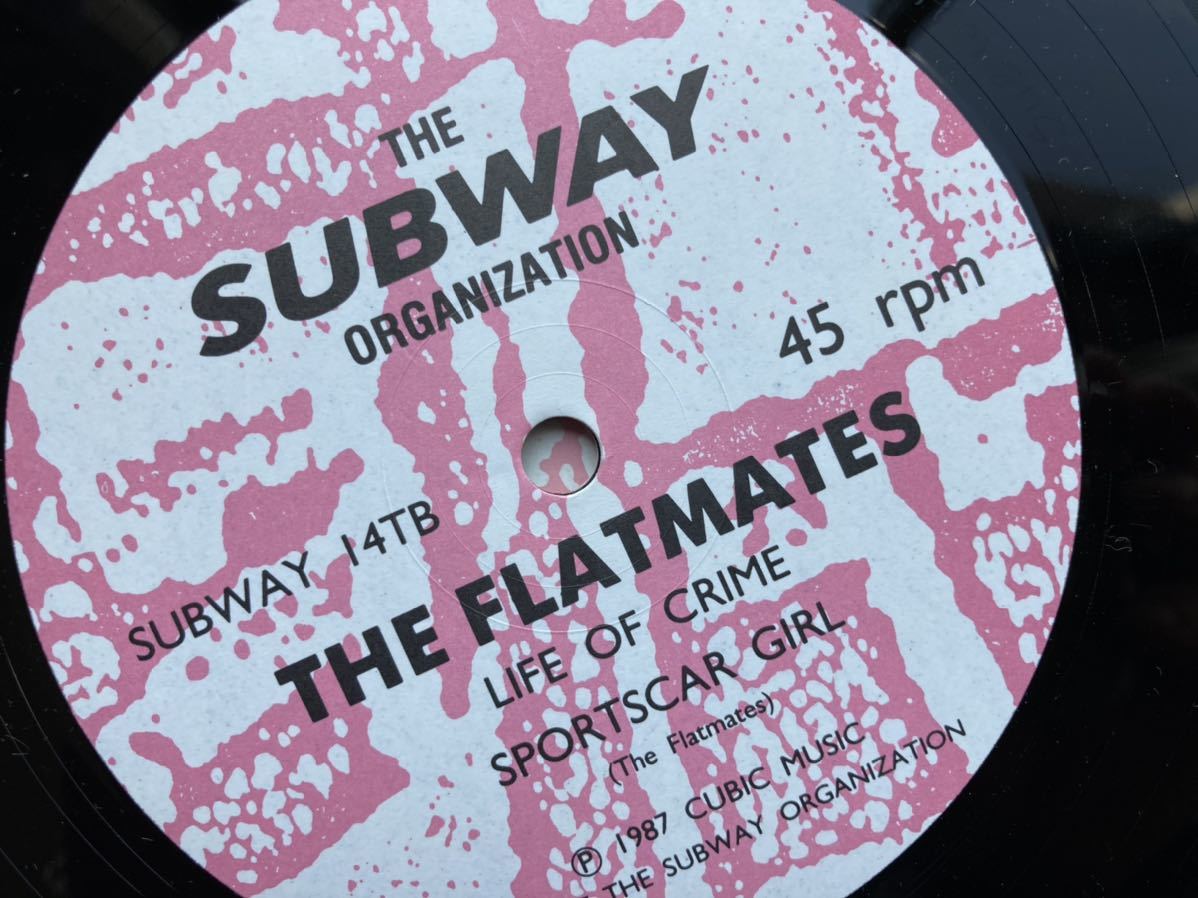 THE
SUBWAY
ORGANIZATION
45 rpm
SUBWAY 14TB
THE FLATMATES
LIFE OF CRIME
SPORTSCAR GIRL
(The Flatmates)
Ⓟ 1987 CUBIC MUSIC
THE SUBWAY ORGANIZATION